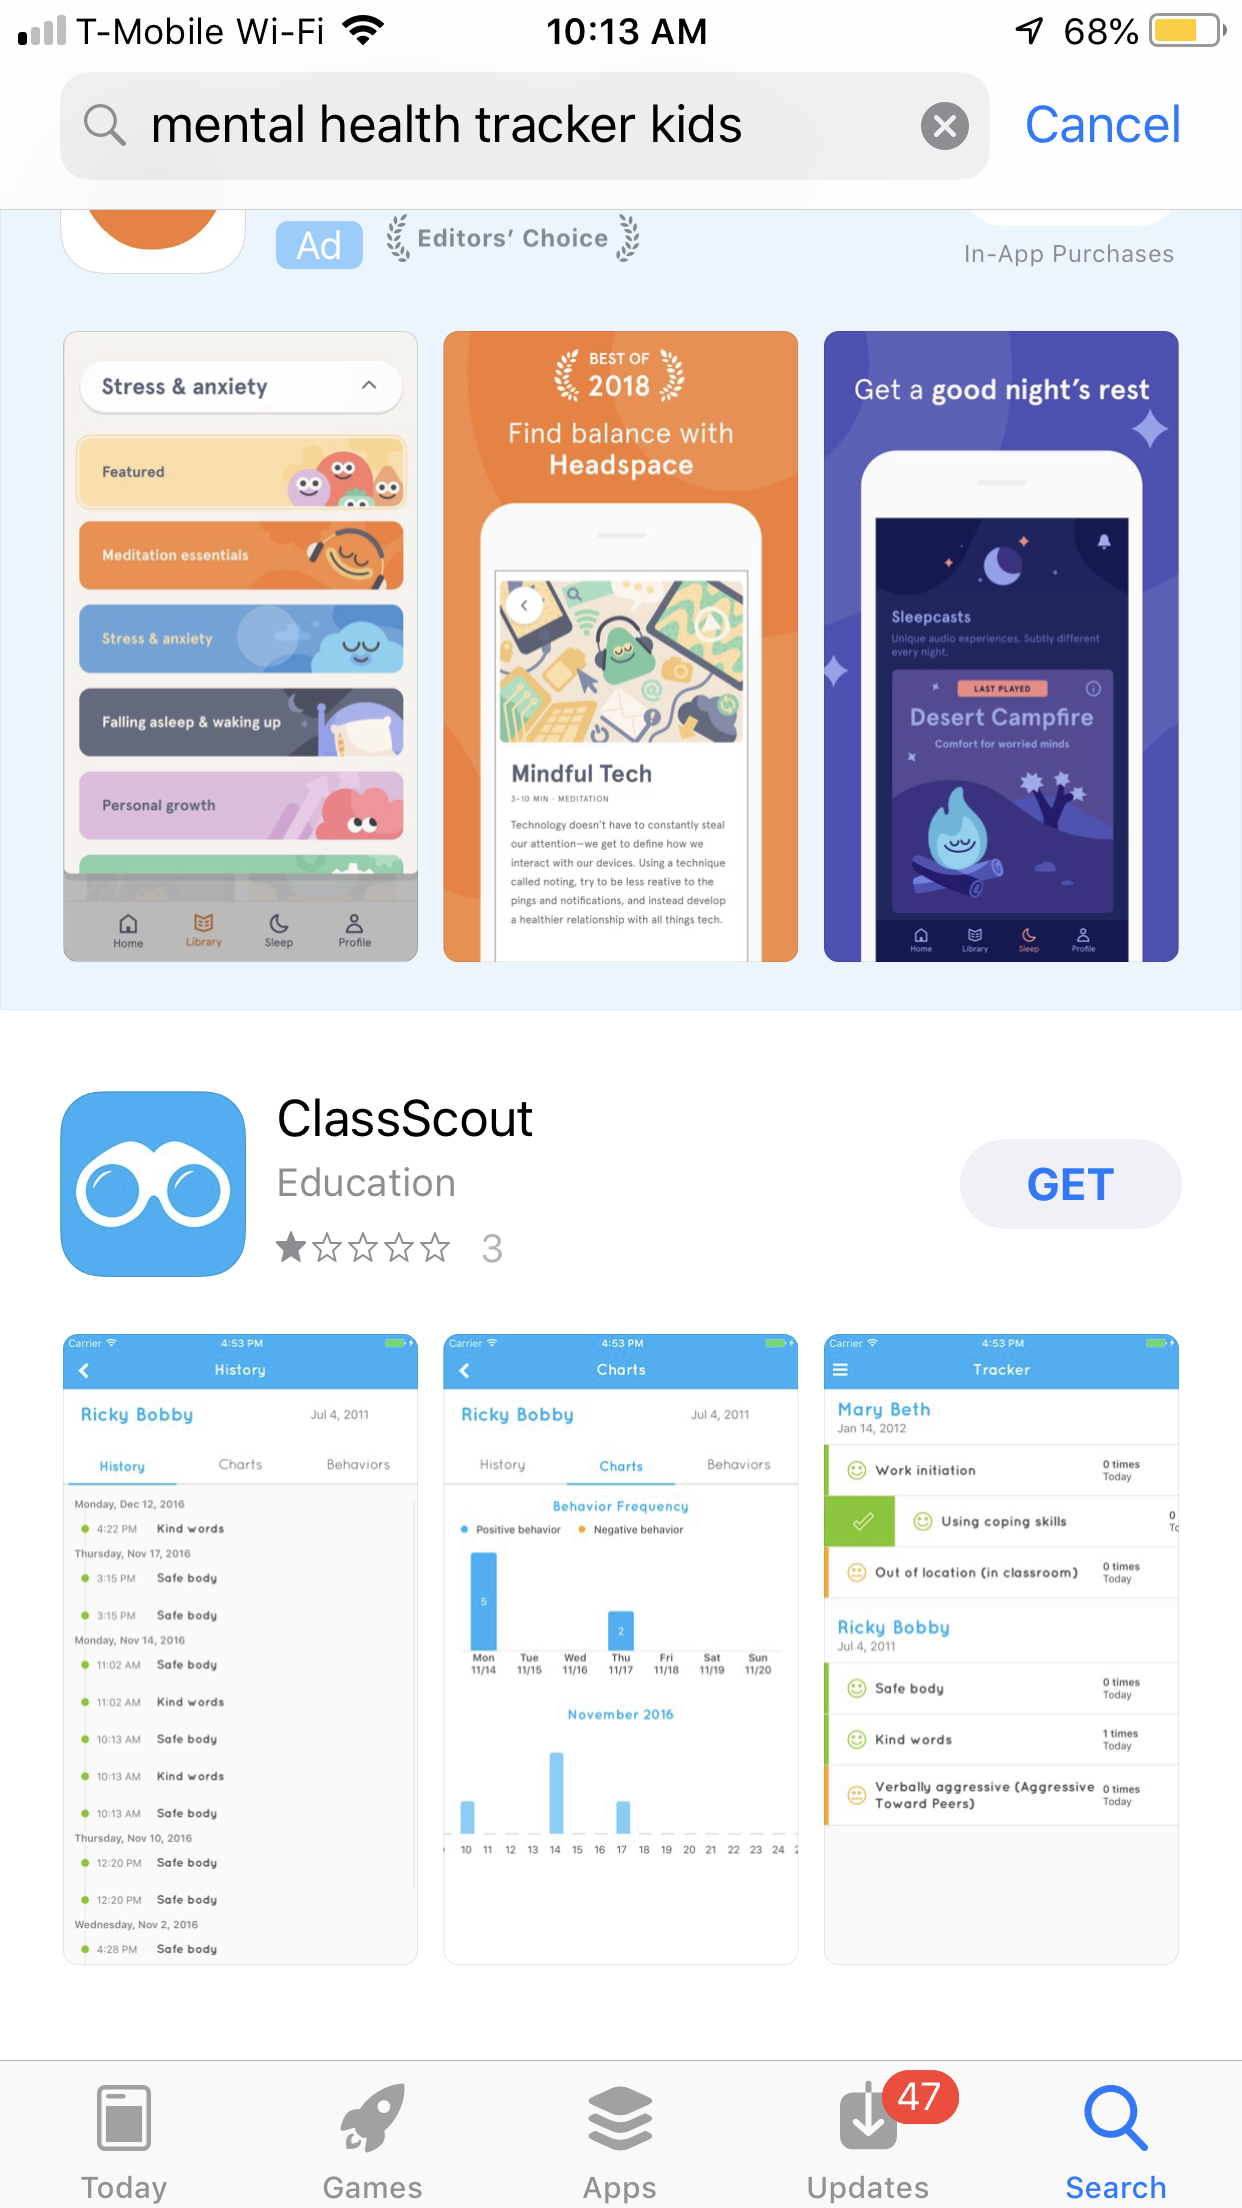 T-Mobile Wi-Fi 10:13 AM 68%
mental health tracker kids Cancel
Ad Editors' Choice In-App Purchases
Stress & anxiety
Featured
Meditation essentials
Stress & anxiety
Falling asleep & waking up
Personal growth
Home Library Sleep Profile
BEST OF
2018
Find balance with
Headspace
Mindful Tech
3-10 MIN · MEDITATION
Technology doesn't have to constantly steal
our attention—we get to define how we
interact with our devices. Using a technique
called noting, try to be less reative to the
pings and notifications, and instead develop
a healthier relationship with all things tech.
Get a good night's rest
Sleepcasts
Unique audio experiences. Subtly different
every night.
LAST PLAYED
Desert Campfire
Comfort for worried minds
Home Library Sleep Profile
ClassScout
Education
3
GET
Carrier 4:53 PM
History
Ricky Bobby Jul 4, 2011
History Charts Behaviors
Monday, Dec 12, 2016
4:22 PM Kind words
Thursday, Nov 17, 2016
3:15 PM Safe body
3:15 PM Safe body
Monday, Nov 14, 2016
11:02 AM Safe body
11:02 AM Kind words
10:13 AM Safe body
10:13 AM Kind words
10:13 AM Safe body
Thursday, Nov 10, 2016
12:20 PM Safe body
12:20 PM Safe body
Wednesday, Nov 2, 2016
4:28 PM Safe body
Carrier 4:53 PM
Charts
Ricky Bobby Jul 4, 2011
History Charts Behaviors
Behavior Frequency
Positive behavior Negative behavior
5
2
Mon Tue Wed Thu Fri Sat Sun
11/14 11/15 11/16 11/17 11/18 11/19 11/20
November 2016
10 11 12 13 14 15 16 17 18 19 20 21 22 23 24
Carrier 4:53 PM
Tracker
Mary Beth
Jan 14, 2012
Work initiation 0 times
Today
Using coping skills 0
To
Out of location (in classroom) 0 times
Today
Ricky Bobby
Jul 4, 2011
Safe body 0 times
Today
Kind words 1 times
Today
Verbally aggressive (Aggressive 0 times
Toward Peers) Today
47
Today Games Apps Updates Search